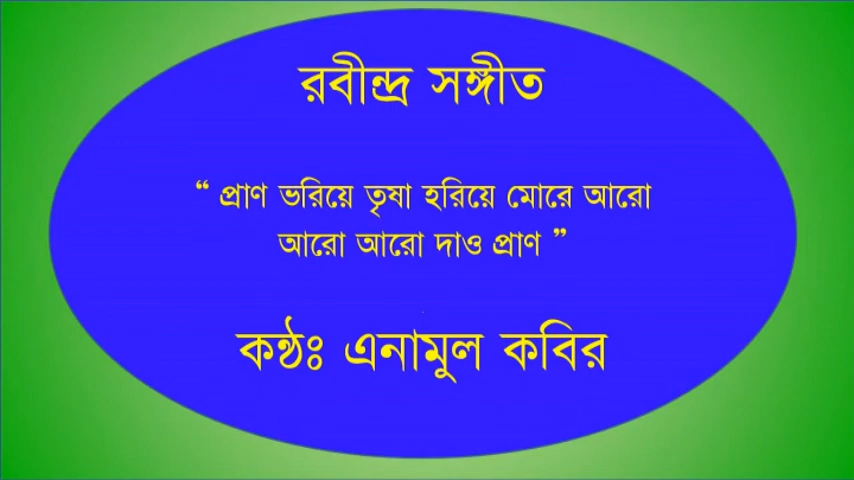 রবীন্দ্র সঙ্গীত
“ প্রাণ ভরিয়ে তৃষা হরিয়ে মোরে আরো
আরো আরো দাও প্রাণ ”
কন্ঠঃ এনামুল কবির